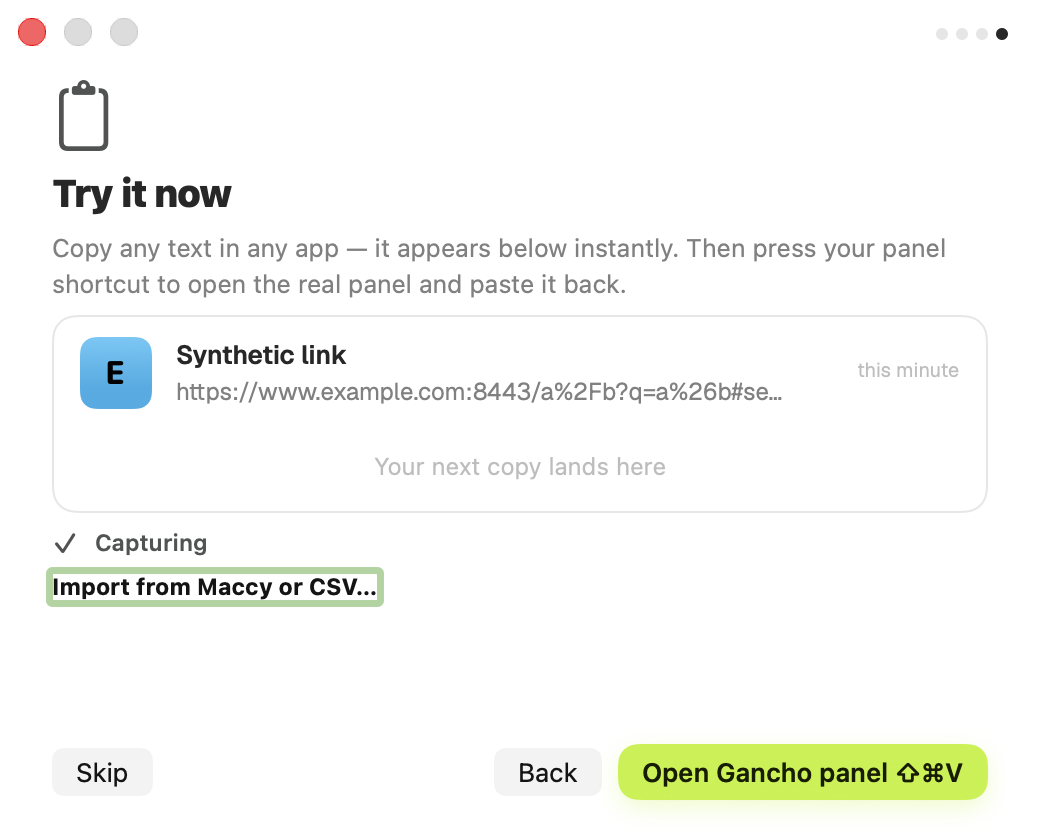 Try it now
Copy any text in any app — it appears below instantly. Then press your panel
shortcut to open the real panel and paste it back.
E
Synthetic link
https://www.example.com:8443/a%2Fb?q=a%26b#se...
this minute
Your next copy lands here
Capturing
Import from Maccy or CSV...
Skip
Back
Open Gancho panel ⇧⌘V